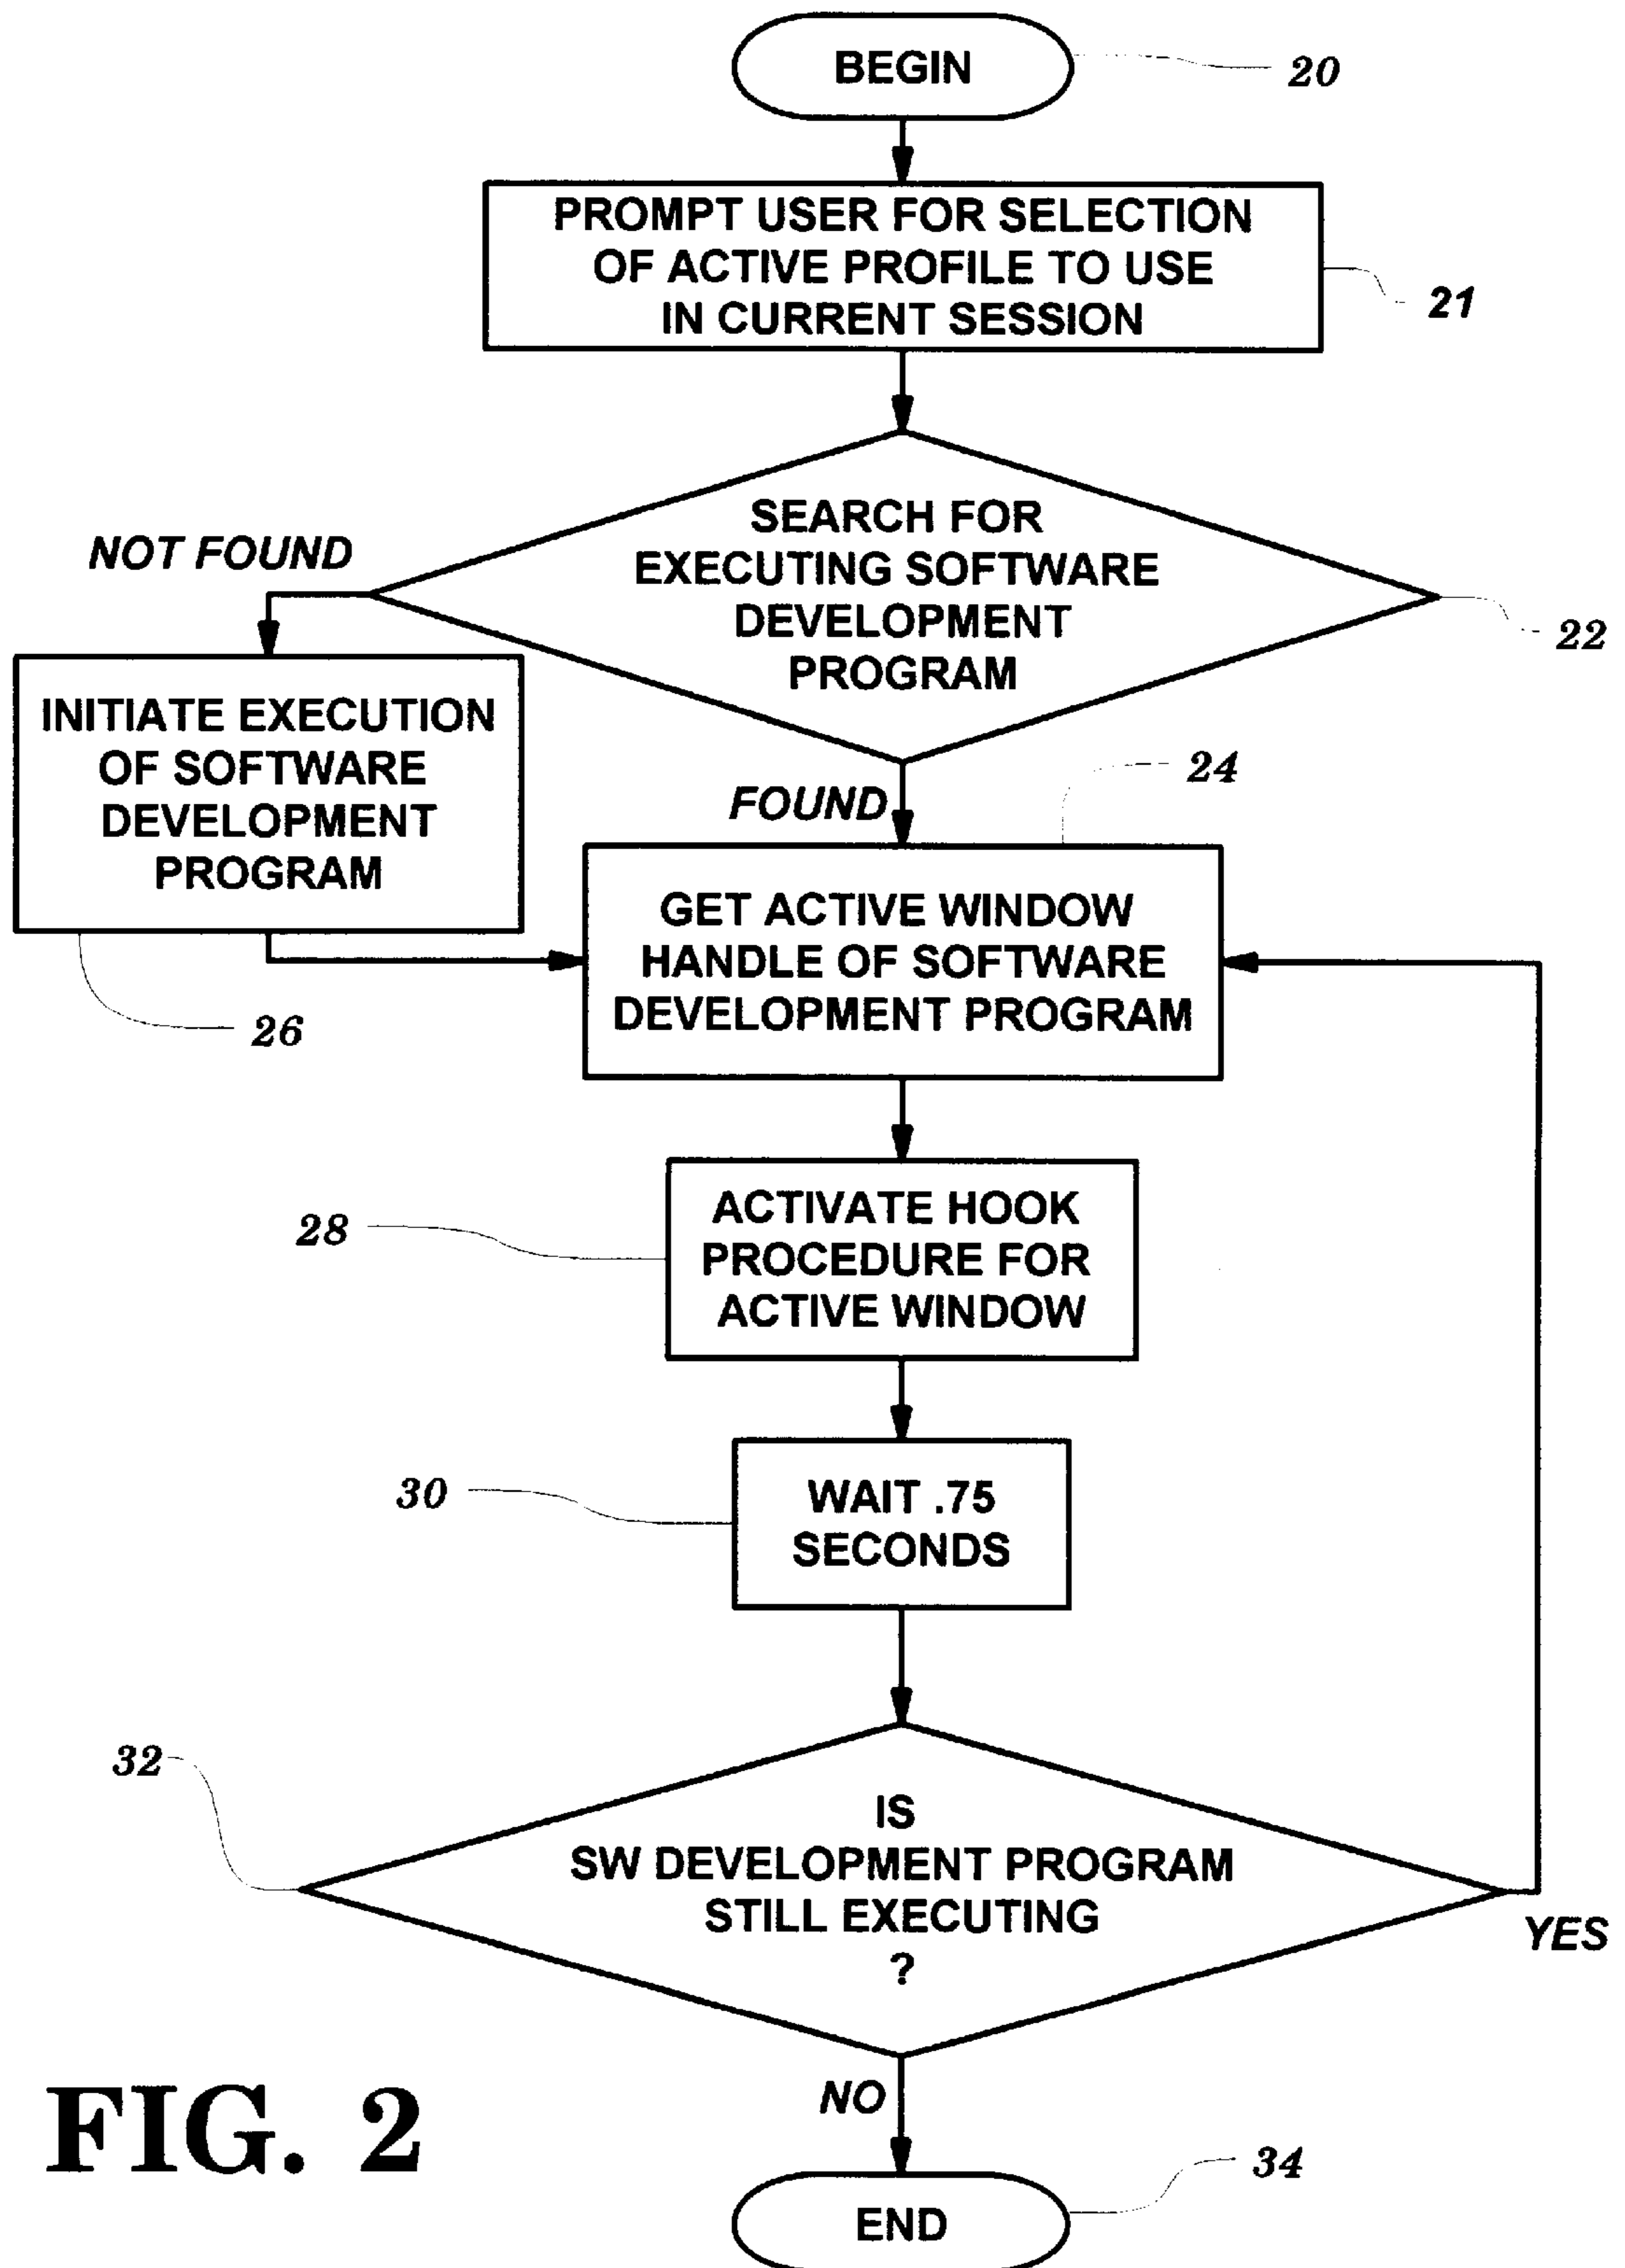 BEGIN
20
PROMPT USER FOR SELECTION
OF ACTIVE PROFILE TO USE
IN CURRENT SESSION
21
SEARCH FOR
EXECUTING SOFTWARE
DEVELOPMENT
PROGRAM
22
NOT FOUND
INITIATE EXECUTION
OF SOFTWARE
DEVELOPMENT
PROGRAM
26
FOUND
24
GET ACTIVE WINDOW
HANDLE OF SOFTWARE
DEVELOPMENT PROGRAM
28
ACTIVATE HOOK
PROCEDURE FOR
ACTIVE WINDOW
30
WAIT .75
SECONDS
32
IS
SW DEVELOPMENT PROGRAM
STILL EXECUTING
?
YES
NO
34
END
FIG. 2